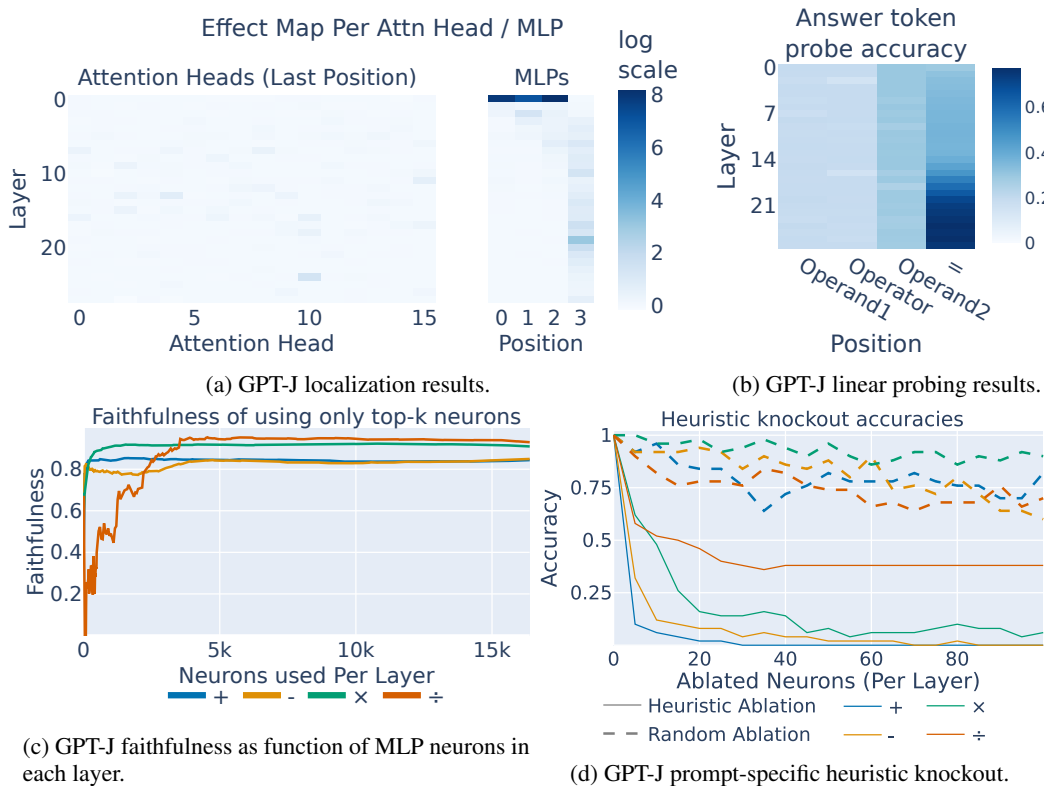 Effect Map Per Attn Head / MLP
Attention Heads (Last Position)
MLPs
log
scale
0
10
20
Layer
0 5 10 15
Attention Head
0 1 2 3
Position
8
6
4
2
0
(a) GPT-J localization results.
Answer token
probe accuracy
0
7
14
21
Layer
Operand1
Operator
Operand2
=
Position
0.6
0.4
0.2
0
(b) GPT-J linear probing results.
Faithfulness of using only top-k neurons
0.8
0.6
0.4
0.2
Faithfulness
0 5k 10k 15k
Neurons used Per Layer
+ - × ÷
(c) GPT-J faithfulness as function of MLP neurons in
each layer.
Heuristic knockout accuracies
1
0.75
0.5
0.25
Accuracy
0 20 40 60 80
Ablated Neurons (Per Layer)
Heuristic Ablation + ×
Random Ablation - ÷
(d) GPT-J prompt-specific heuristic knockout.